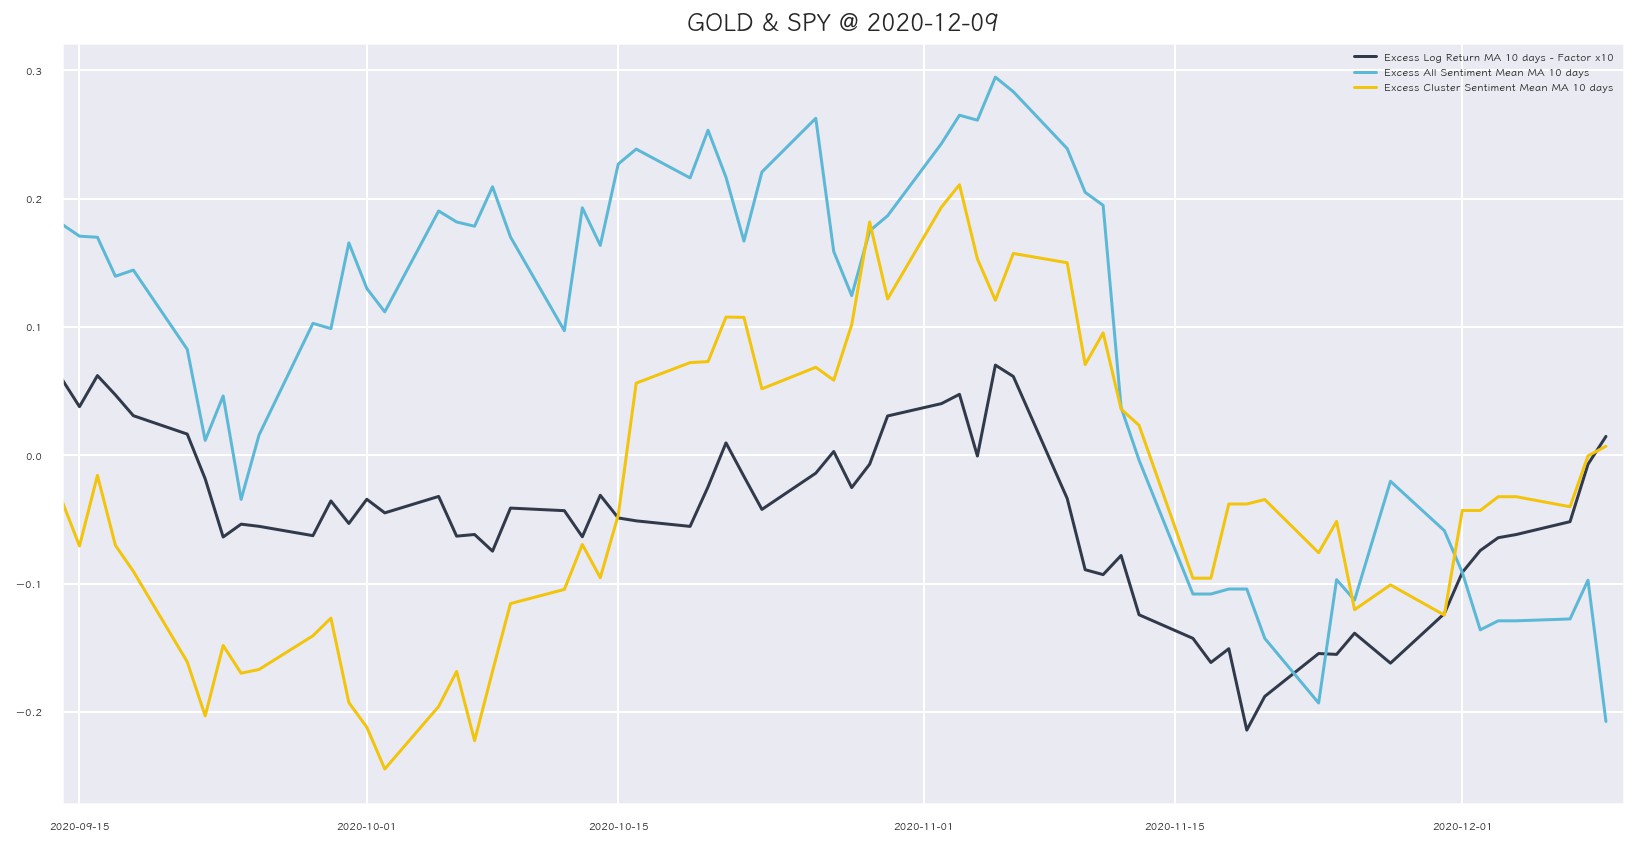 GOLD & SPY @ 2020-12-09
Excess Log Return MA 10 days - Factor x10
Excess All Sentiment Mean MA 10 days
Excess Cluster Sentiment Mean MA 10 days
0.3
0.2
0.1
0.0
−0.1
−0.2
2020-09-15 2020-10-01 2020-10-15 2020-11-01 2020-11-15 2020-12-01